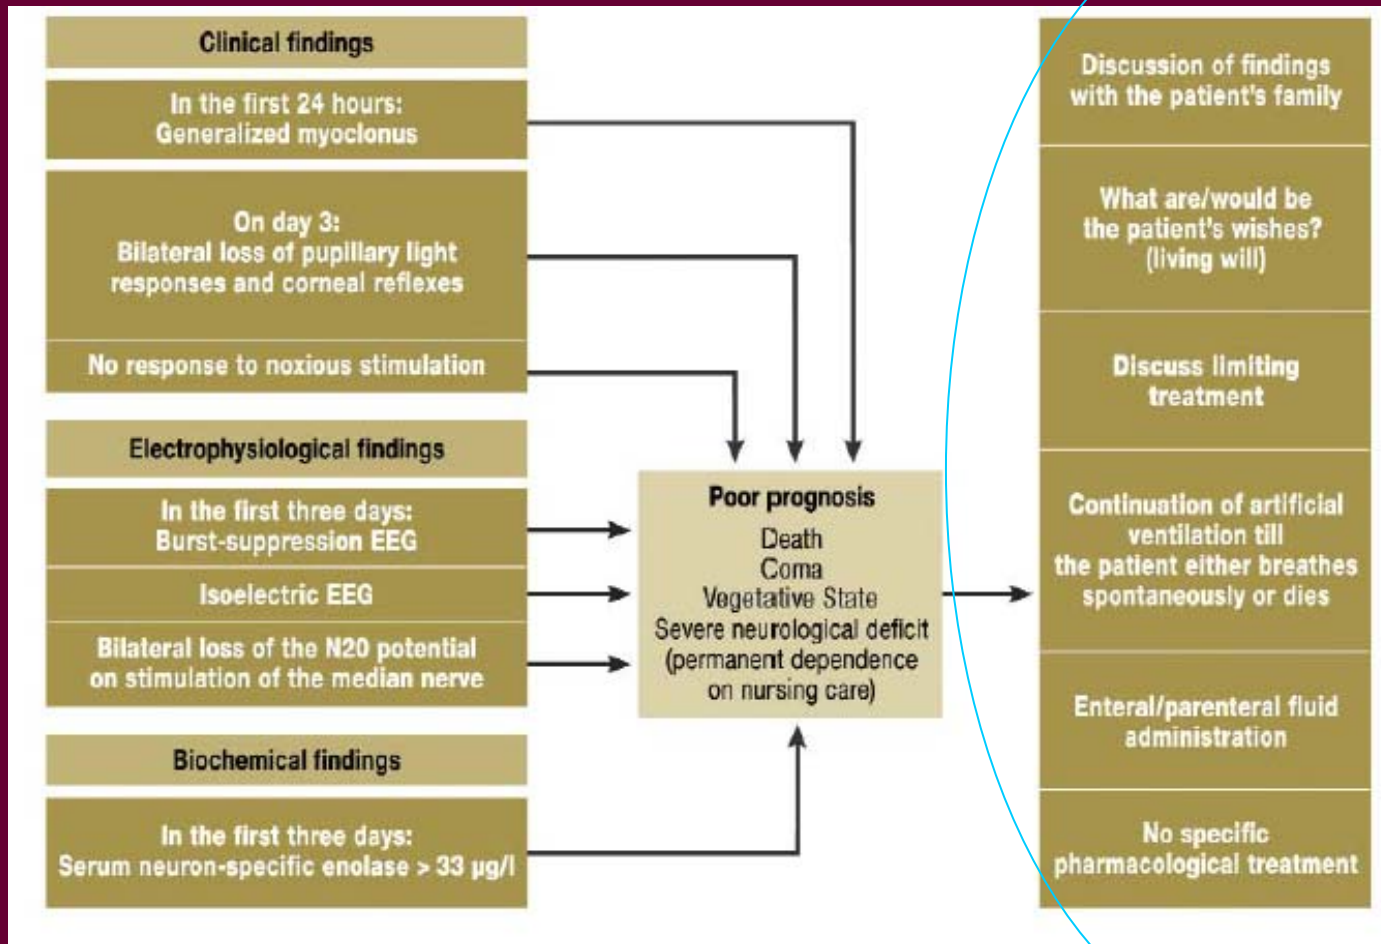 Clinical findings
In the first 24 hours:
Generalized myoclonus
On day 3:
Bilateral loss of pupillary light
responses and corneal reflexes
No response to noxious stimulation
Electrophysiological findings
In the first three days:
Burst-suppression EEG
Isoelectric EEG
Bilateral loss of the N20 potential
on stimulation of the median nerve
Biochemical findings
In the first three days:
Serum neuron-specific enolase > 33 µg/l
Poor prognosis
Death
Coma
Vegetative State
Severe neurological deficit
(permanent dependence
on nursing care)
Discussion of findings
with the patient's family
What are/would be
the patient's wishes?
(living will)
Discuss limiting
treatment
Continuation of artificial
ventilation till
the patient either breathes
spontaneously or dies
Enteral/parenteral fluid
administration
No specific
pharmacological treatment